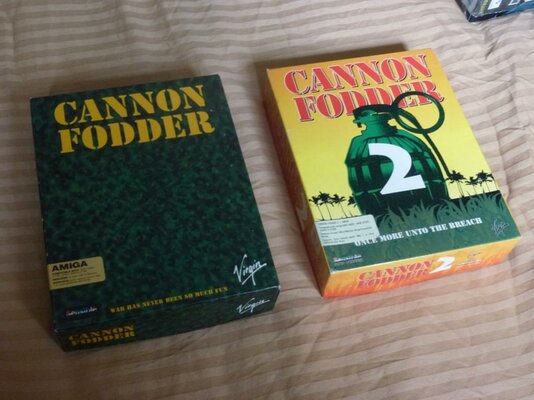 CANNON
FODDER
AMIGA
WAR HAS NEVER BEEN SO MUCH FUN
Virgin
CANNON
FODDER
Virgin
CANNON
FODDER
2
ONCE MORE UNTO THE BREACH
Virgin
CANNON 2
FODDER